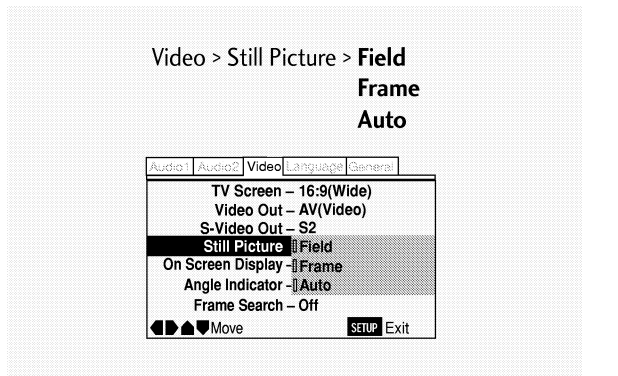 Video > Still Picture > Field
Frame
Auto
Audio1 Audio2 Video Language General
TV Screen – 16:9(Wide)
Video Out – AV(Video)
S-Video Out – S2
Still Picture Field
On Screen Display - Frame
Angle Indicator - Auto
Frame Search – Off
Move SETUP Exit